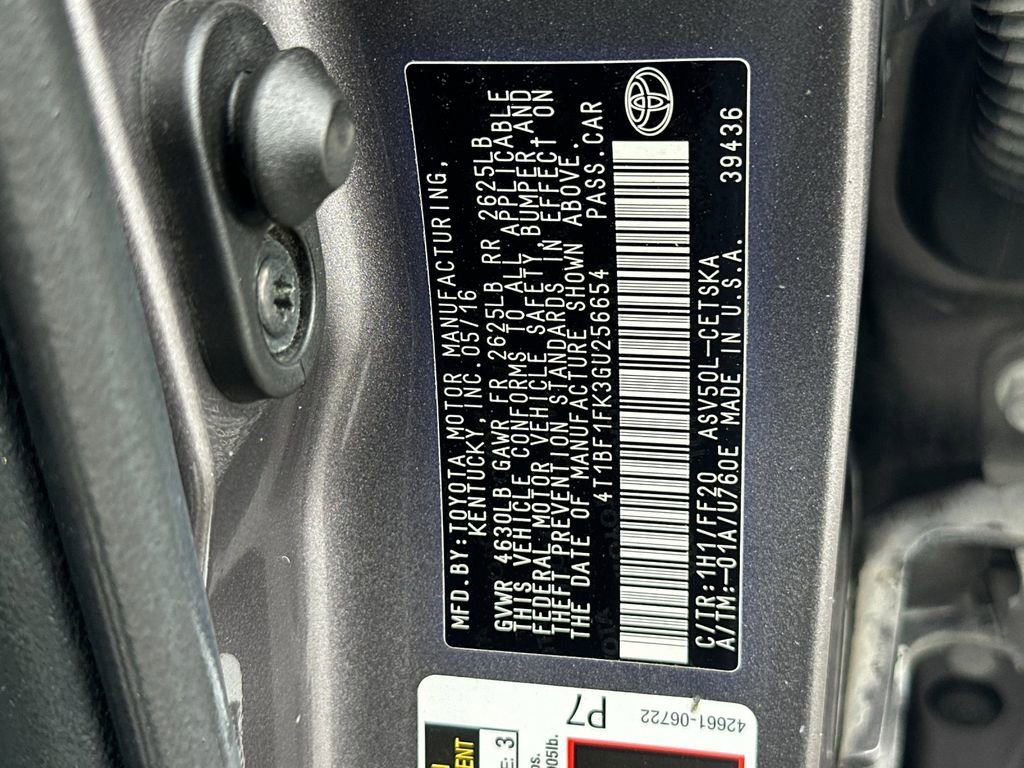 MFD.BY:TOYOTA MOTOR MANUFACTURING,
KENTUCKY, INC.05/16
GVWR 4630LB GAWR FR 2625LB RR 2625LB
THIS VEHICLE CONFORMS TO ALL APPLICABLE
FEDERAL MOTOR VEHICLE SAFETY, BUMPER AND
THEFT PREVENTION STANDARDS IN EFFECT ON
THE DATE OF MANUFACTURE SHOWN ABOVE.
4T1BF1FK3GU256654 PASS.CAR
C/TR:1H1/FF20 ASV50L-CETSKA
A/TM:-01A/U760E MADE IN U.S.A. 39436
P7
42661-06722
E: 3
os.
005lb.